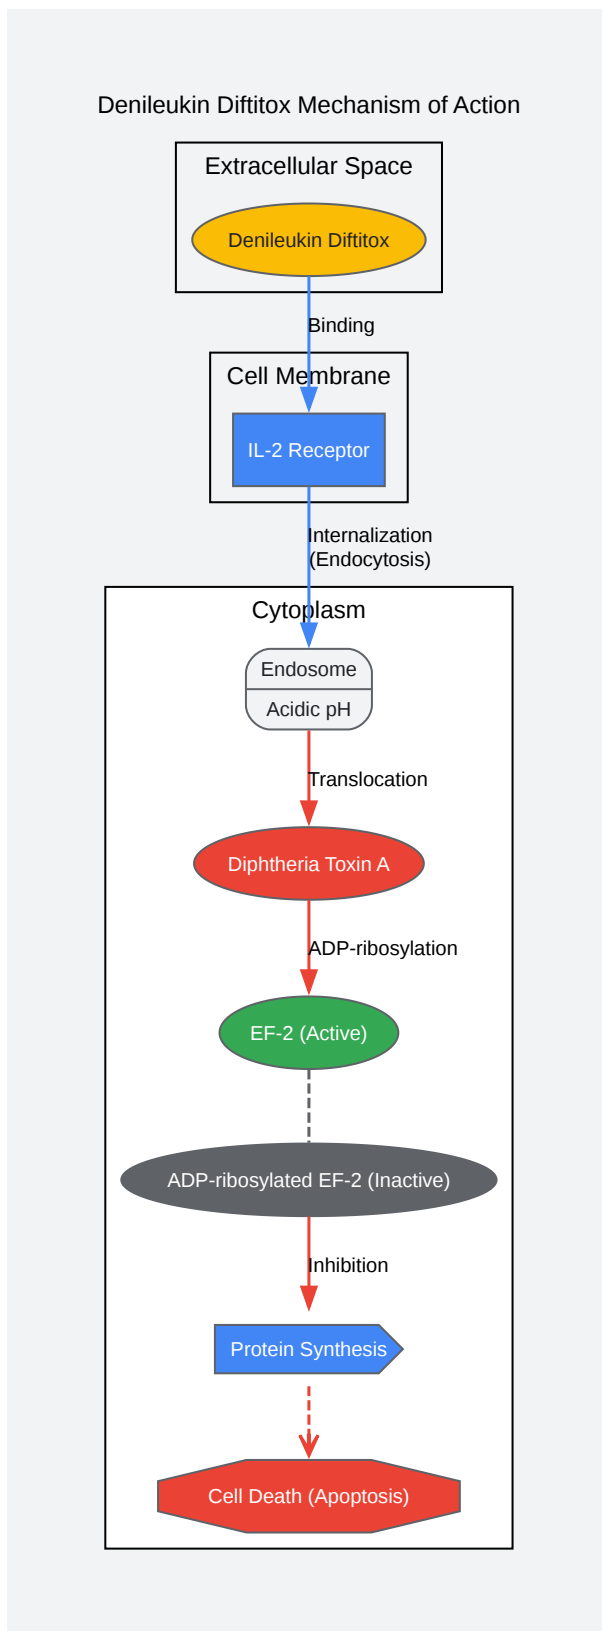 Denileukin Diftitox Mechanism of Action
Extracellular Space
Denileukin Diftitox
Binding
Cell Membrane
IL-2 Receptor
Internalization
(Endocytosis)
Cytoplasm
Endosome
Acidic pH
Translocation
Diphtheria Toxin A
ADP-ribosylation
EF-2 (Active)
ADP-ribosylated EF-2 (Inactive)
Inhibition
Protein Synthesis
Cell Death (Apoptosis)